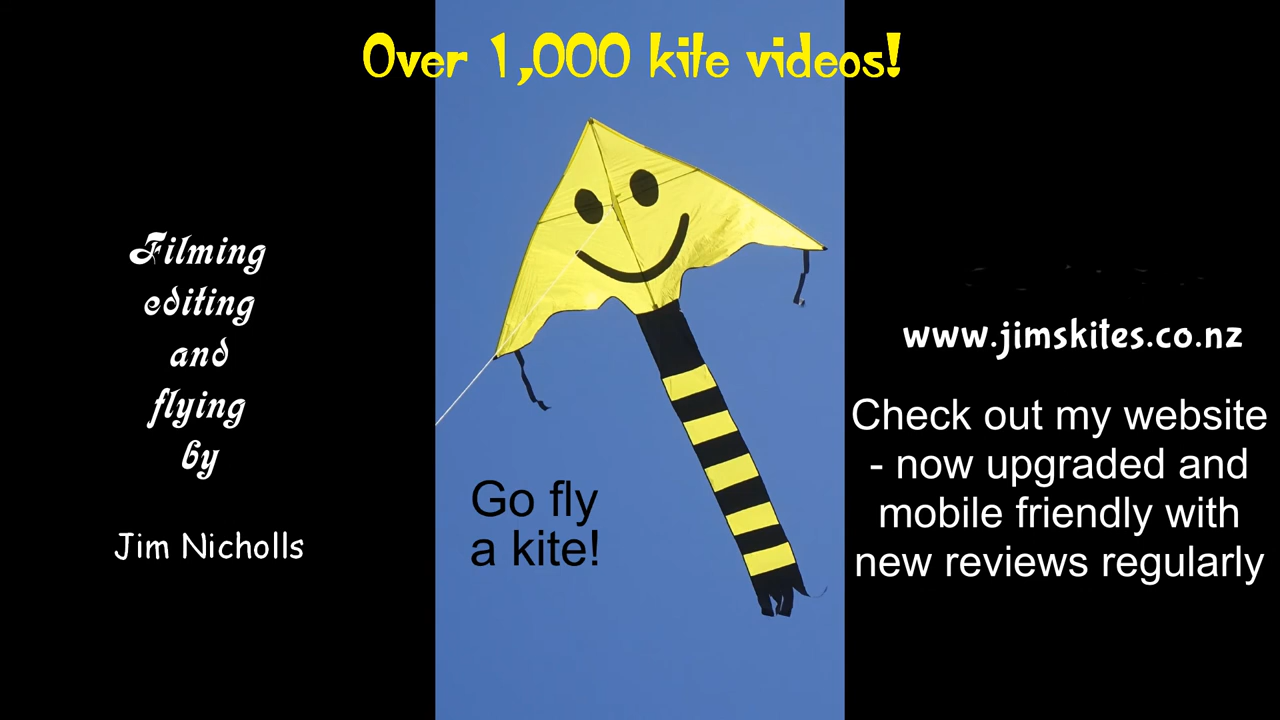 Over 1,000 kite videos!
Filming
editing
and
flying
by
Jim Nicholls
Go fly
a kite!
www.jimskites.co.nz
Check out my website
- now upgraded and
mobile friendly with
new reviews regularly